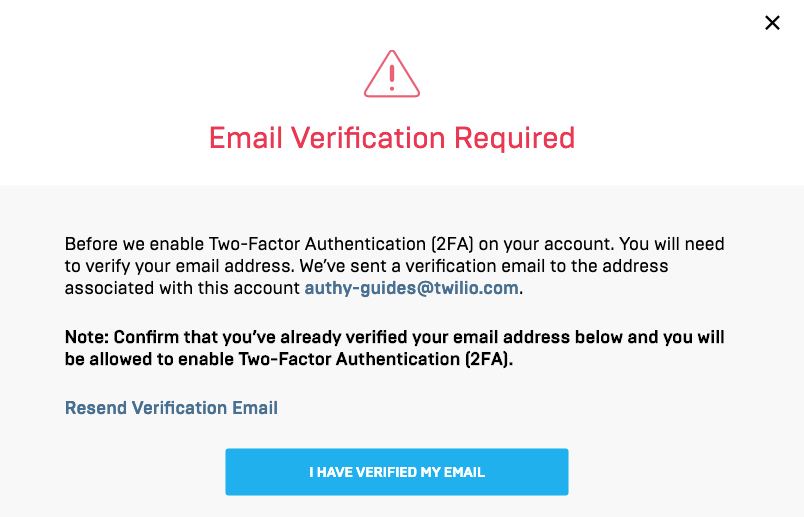 Email Verification Required
Before we enable Two-Factor Authentication (2FA) on your account. You will need
to verify your email address. We’ve sent a verification email to the address
associated with this account authy-guides@twilio.com.
Note: Confirm that you’ve already verified your email address below and you will
be allowed to enable Two-Factor Authentication (2FA).
Resend Verification Email
I HAVE VERIFIED MY EMAIL